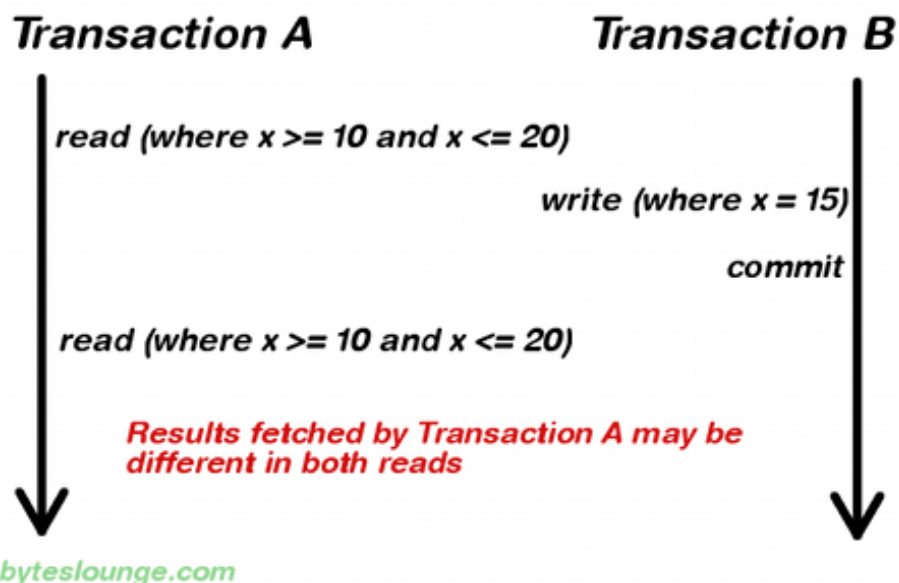 Transaction A
Transaction B
read (where x >= 10 and x <= 20)
write (where x = 15)
commit
read (where x >= 10 and x <= 20)
Results fetched by Transaction A may be
different in both reads
byteslounge.com